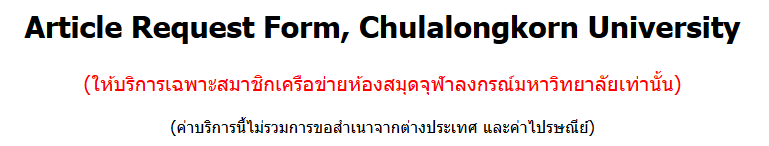 Article Request Form, Chulalongkorn University
(ให้บริการเฉพาะสมาชิกเครือข่ายห้องสมุดจุฬาลงกรณ์มหาวิทยาลัยเท่านั้น)
(ค่าบริการนี้ไม่รวมการขอสำเนาจากต่างประเทศ และค่าไปรษณีย์)